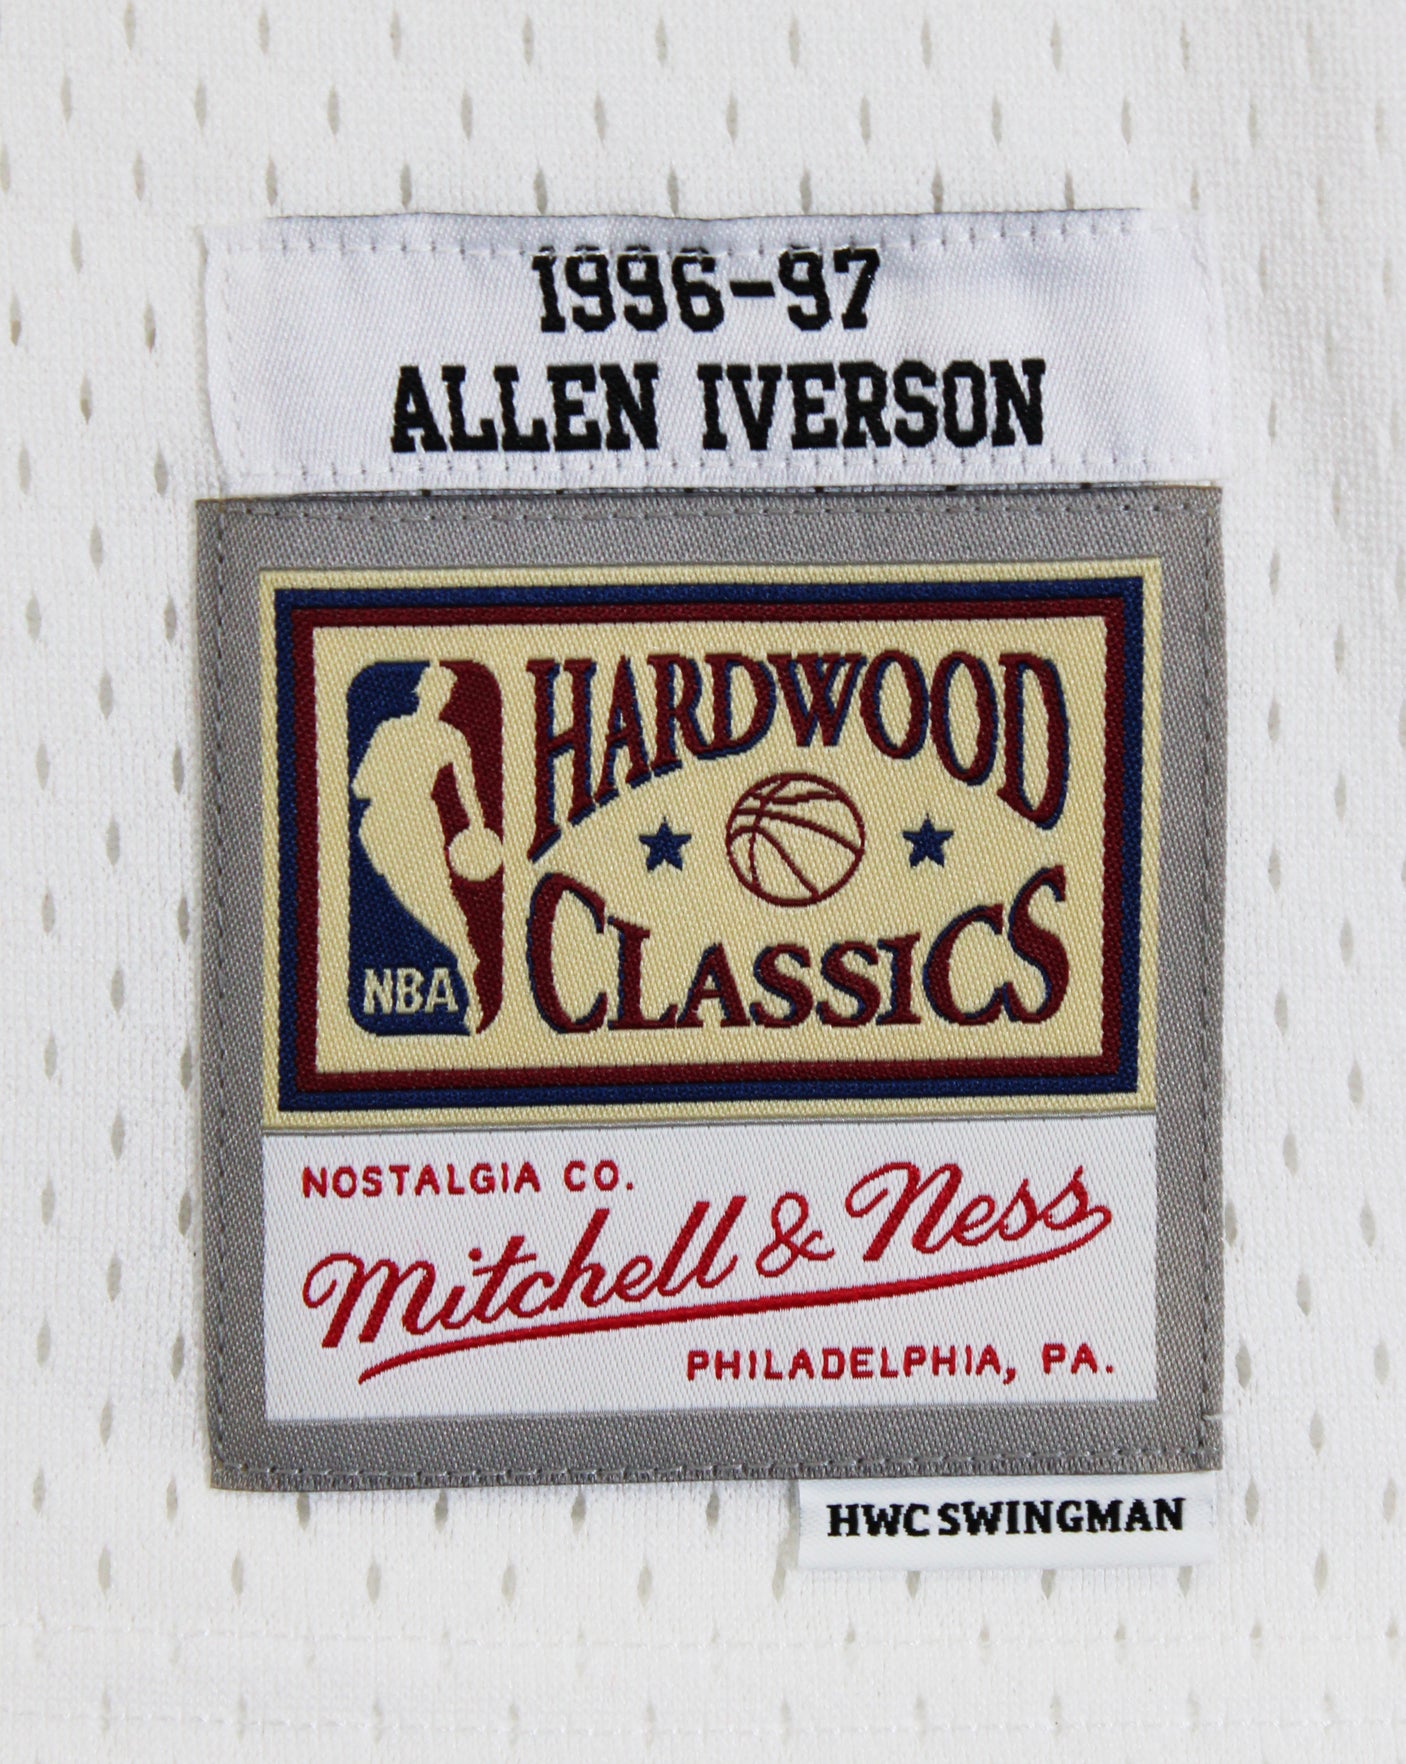 1996-97
ALLEN IVERSON
HARDWOOD
CLASSICS
NBA
NOSTALGIA CO.
Mitchell & Ness
PHILADELPHIA, PA.
HWC SWINGMAN